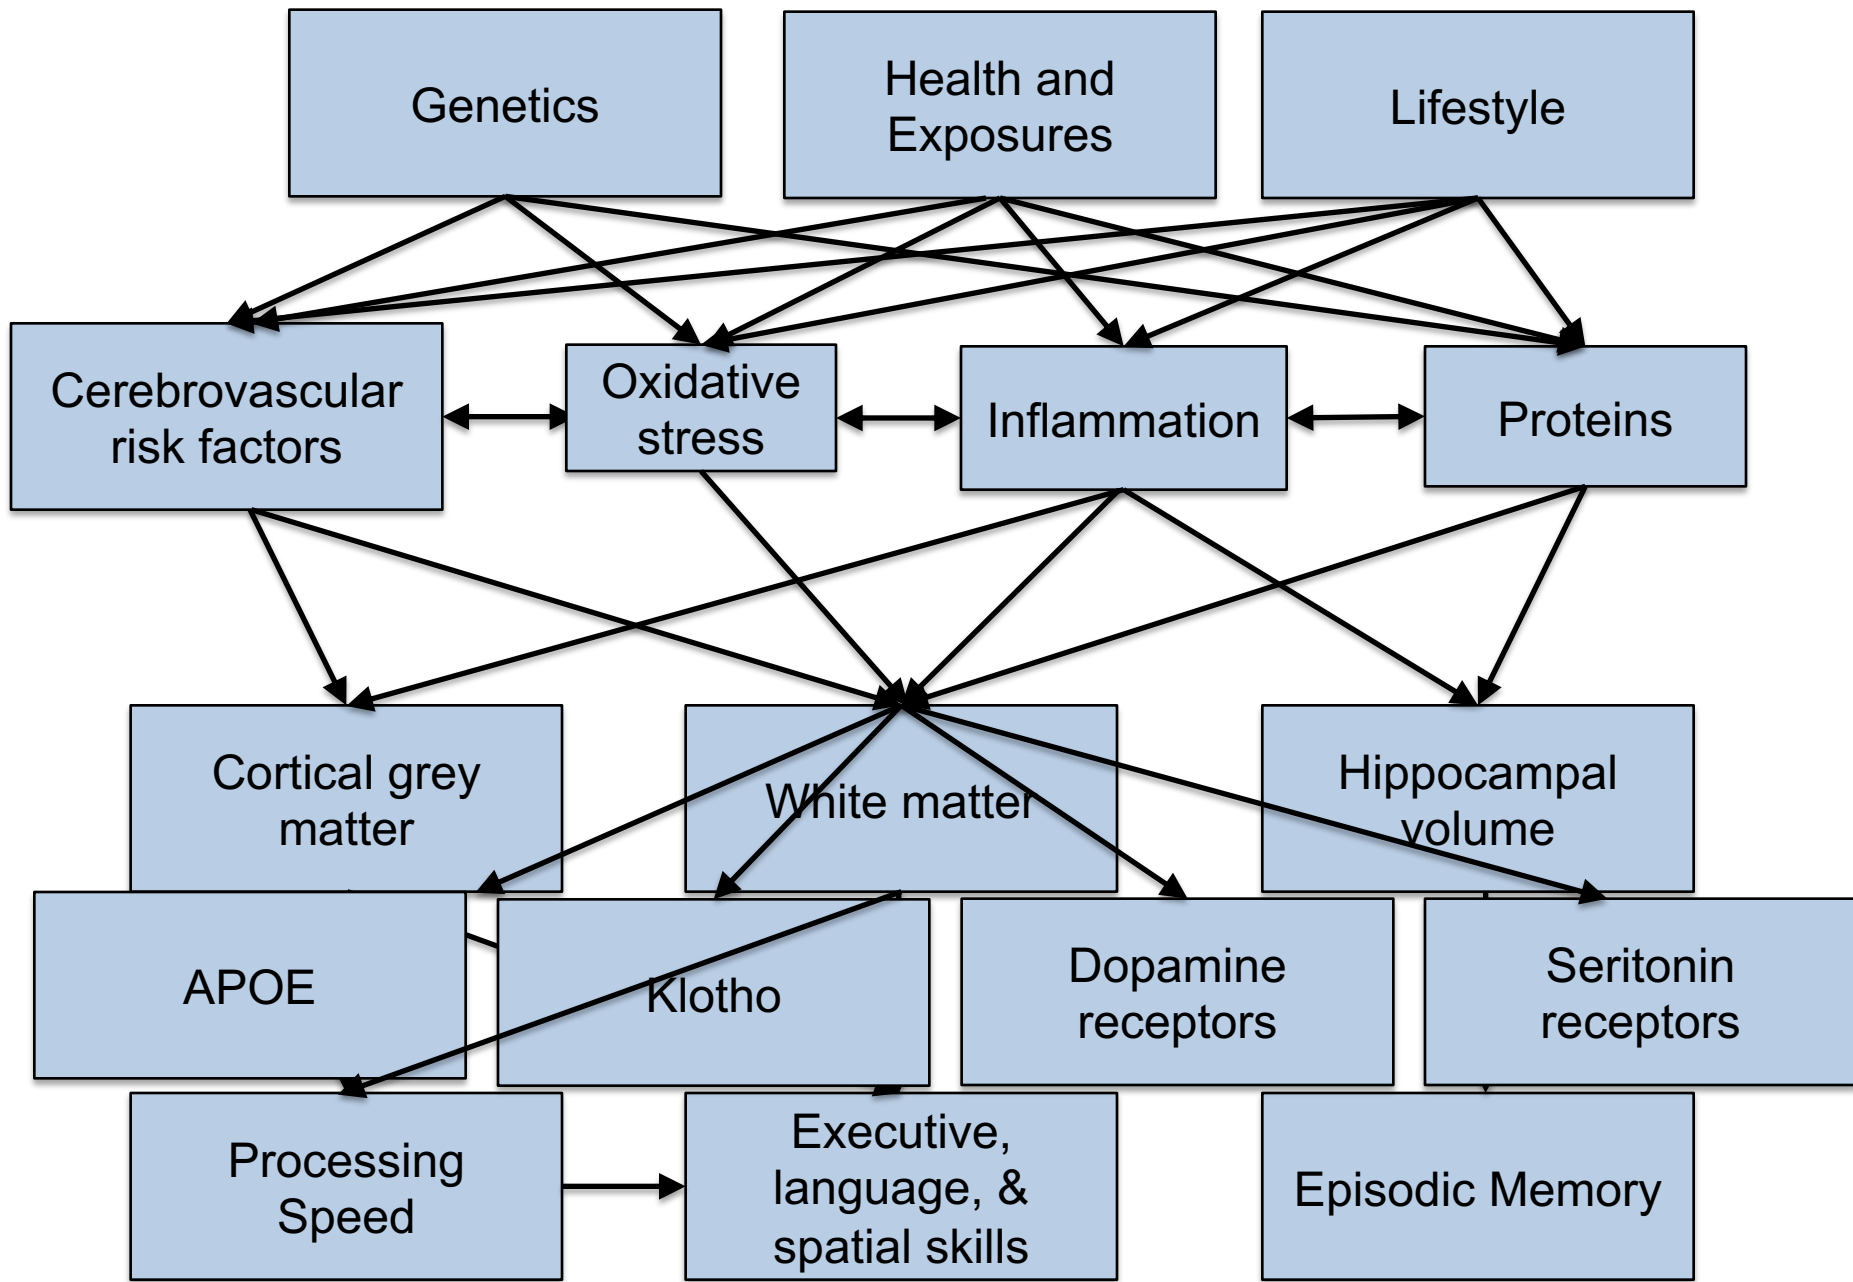 Genetics
Health and
Exposures
Lifestyle
Cerebrovascular
risk factors
Oxidative
stress
Inflammation
Proteins
Cortical grey
matter
White matter
Hippocampal
volume
APOE
Klotho
Dopamine
receptors
Seritonin
receptors
Processing
Speed
Executive,
language, &
spatial skills
Episodic Memory